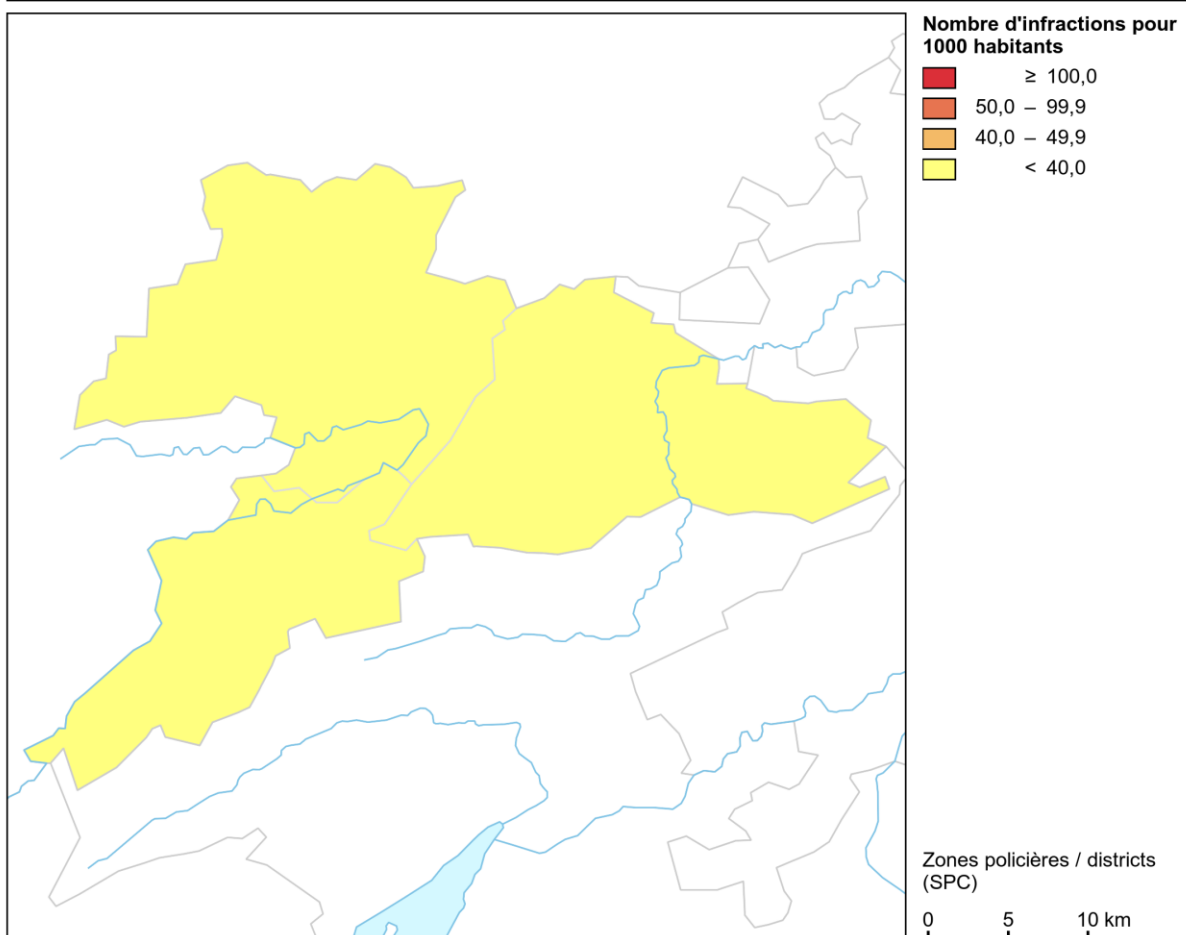 Nombre d'infractions pour
1000 habitants
≥ 100,0
50,0 – 99,9
40,0 – 49,9
< 40,0
Zones policières / districts
(SPC)
0 5 10 km